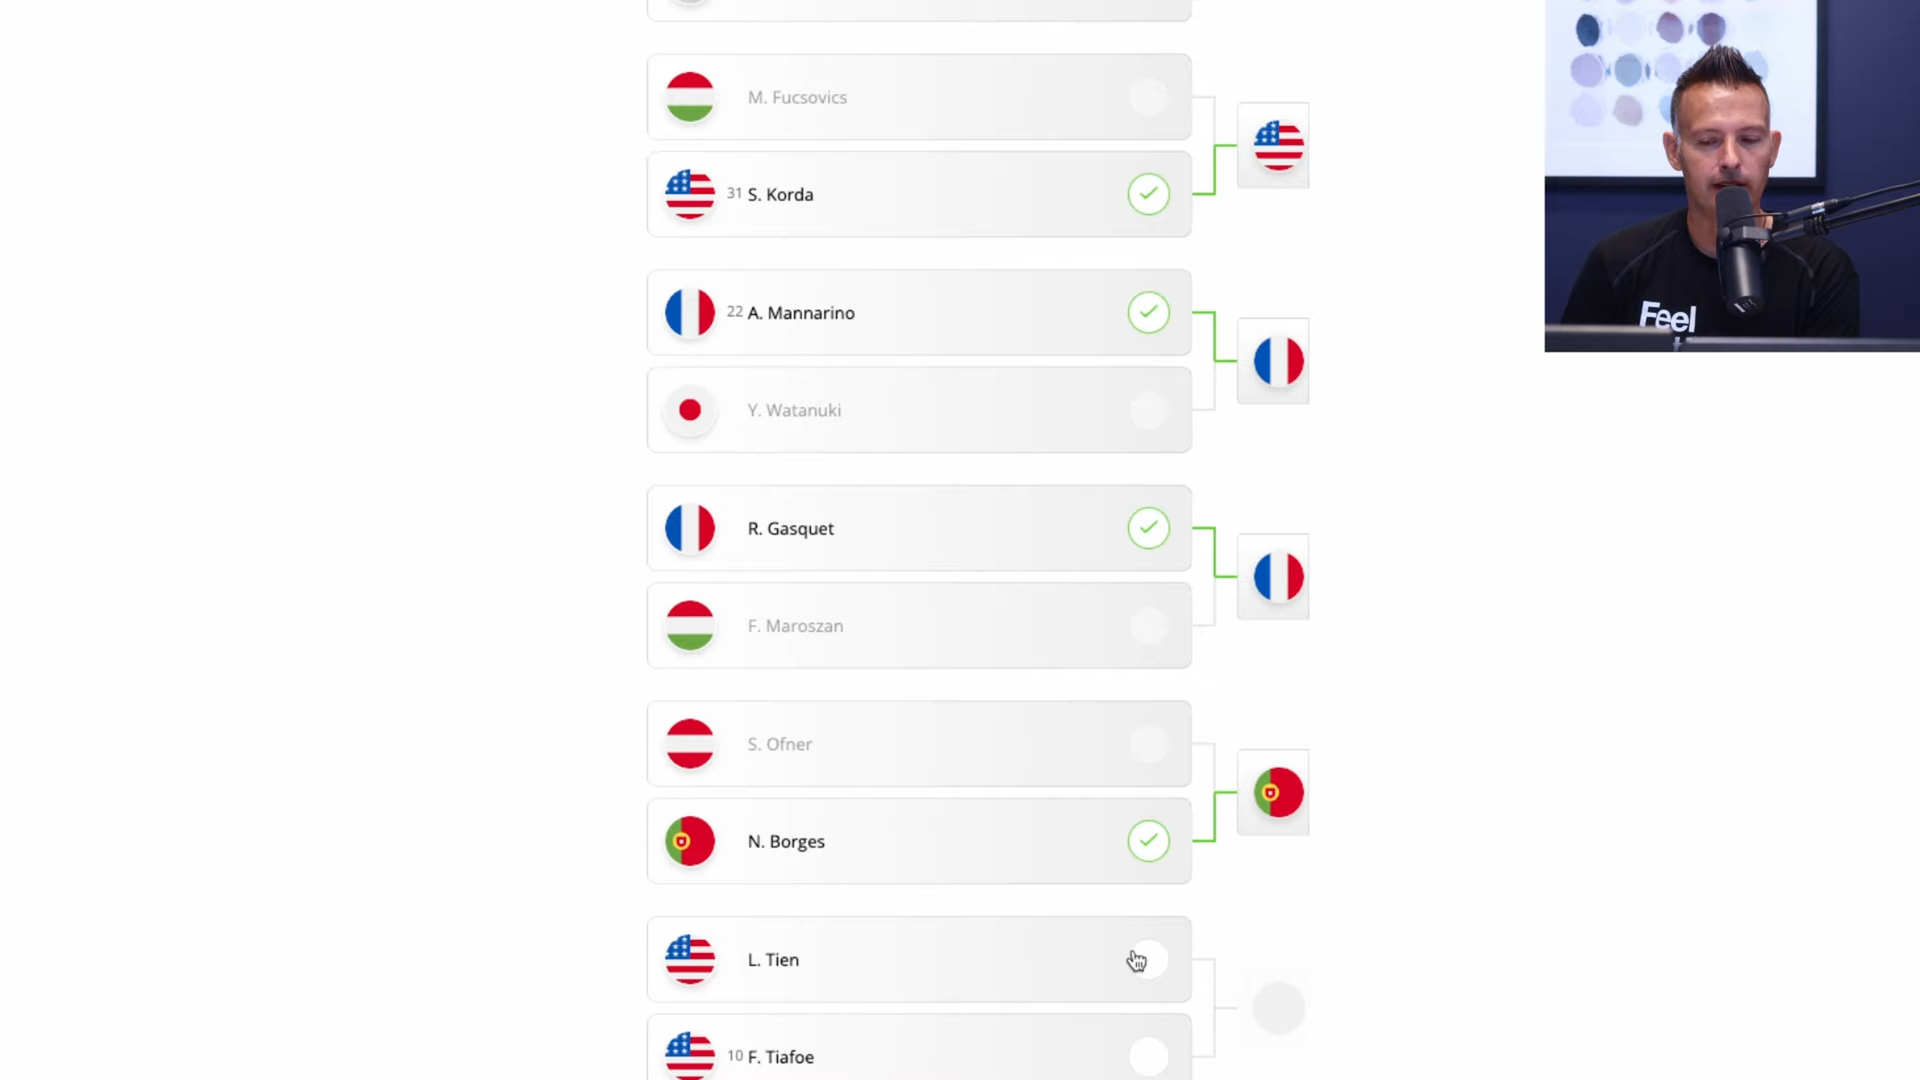 M. Fucsovics
31 S. Korda
22 A. Mannarino
Y. Watanuki
R. Gasquet
F. Maroszan
S. Ofner
N. Borges
L. Tien
10 F. Tiafoe
Feel